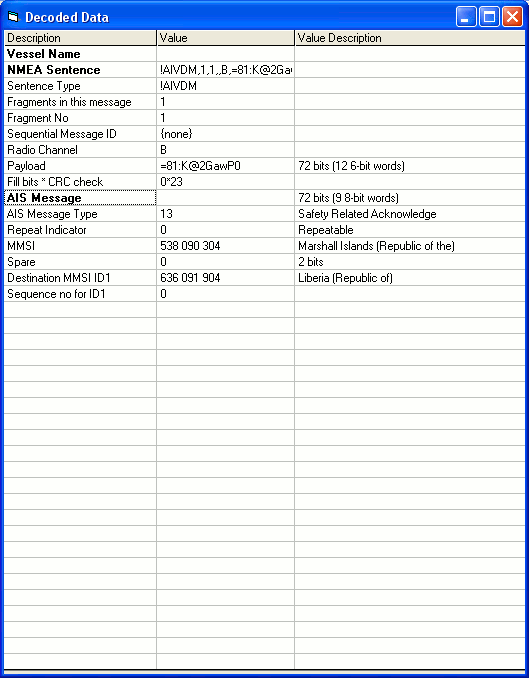 Decoded Data
Description Value Value Description
Vessel Name
NMEA Sentence !AIVDM,1,1,,B,=81:K@2Gaw
Sentence Type !AIVDM
Fragments in this message 1
Fragment No 1
Sequential Message ID {none}
Radio Channel B
Payload =81:K@2GawP0 72 bits (12 6-bit words)
Fill bits * CRC check 0*23
AIS Message 72 bits (9 8-bit words)
AIS Message Type 13 Safety Related Acknowledge
Repeat Indicator 0 Repeatable
MMSI 538 090 304 Marshall Islands (Republic of the)
Spare 0 2 bits
Destination MMSI ID1 636 091 904 Liberia (Republic of)
Sequence no for ID1 0